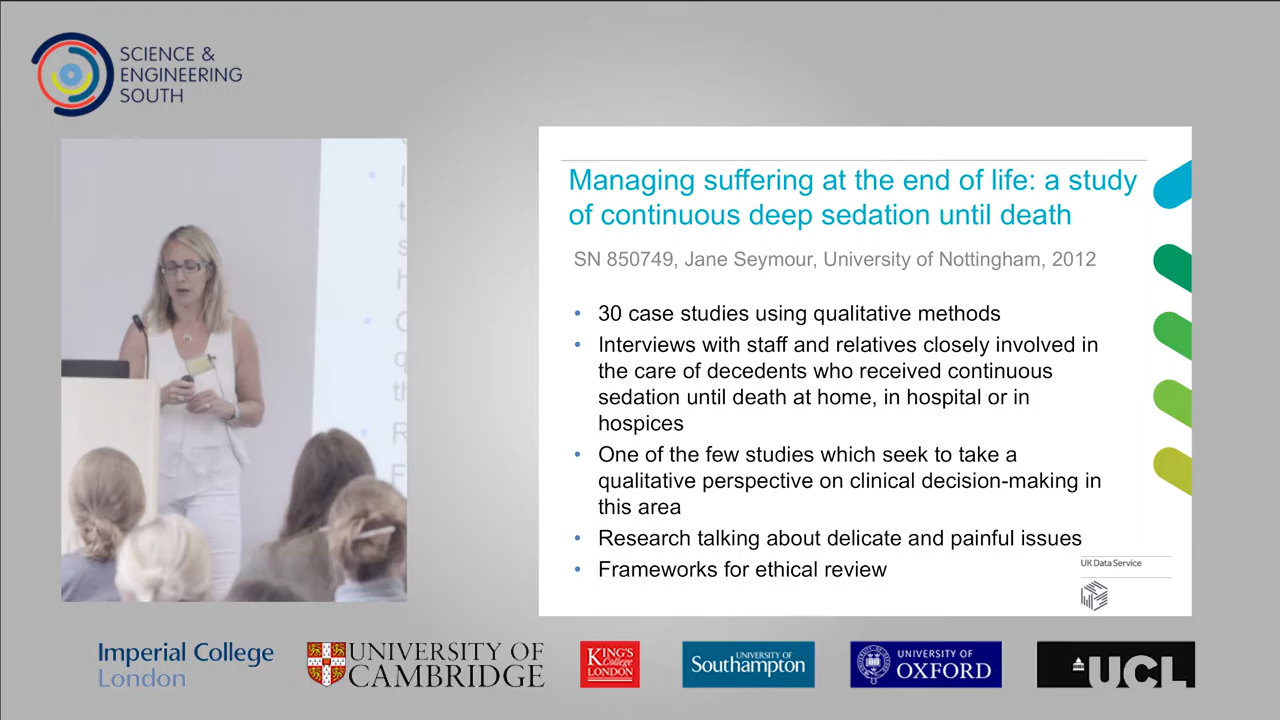 SCIENCE &
ENGINEERING
SOUTH
Managing suffering at the end of life: a study
of continuous deep sedation until death
SN 850749, Jane Seymour, University of Nottingham, 2012
• 30 case studies using qualitative methods
• Interviews with staff and relatives closely involved in
the care of decedents who received continuous
sedation until death at home, in hospital or in
hospices
• One of the few studies which seek to take a
qualitative perspective on clinical decision-making in
this area
• Research talking about delicate and painful issues
• Frameworks for ethical review
UK Data Service
Imperial College
London
UNIVERSITY OF
CAMBRIDGE
KING'S
College
LONDON
UNIVERSITY OF
Southampton
UNIVERSITY OF
OXFORD
UCL